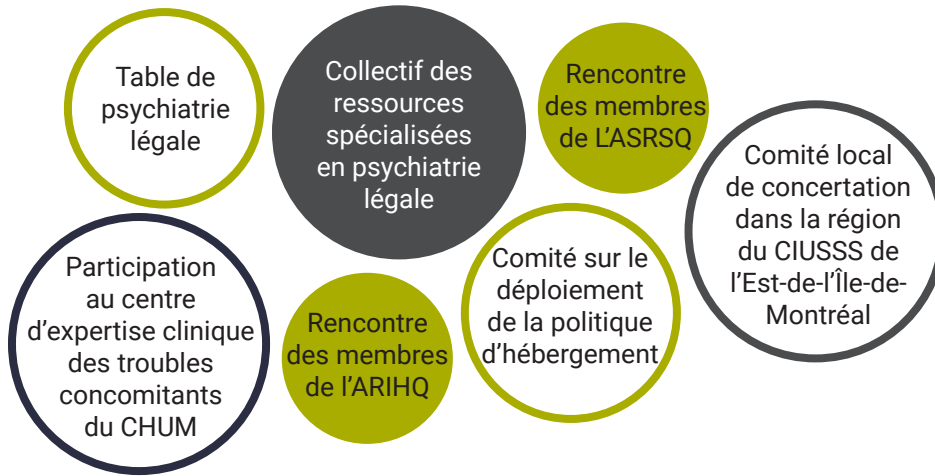 Table de
psychiatrie
légale
Collectif des
ressources
spécialisées
en psychiatrie
légale
Rencontre
des membres
de L’ASRSQ
Comité local
de concertation
dans la région
du CIUSSS de
l’Est-de-l’Île-de-
Montréal
Participation
au centre
d’expertise clinique
des troubles
concomitants
du CHUM
Rencontre
des membres
de l’ARIHQ
Comité sur le
déploiement
de la politique
d’hébergement